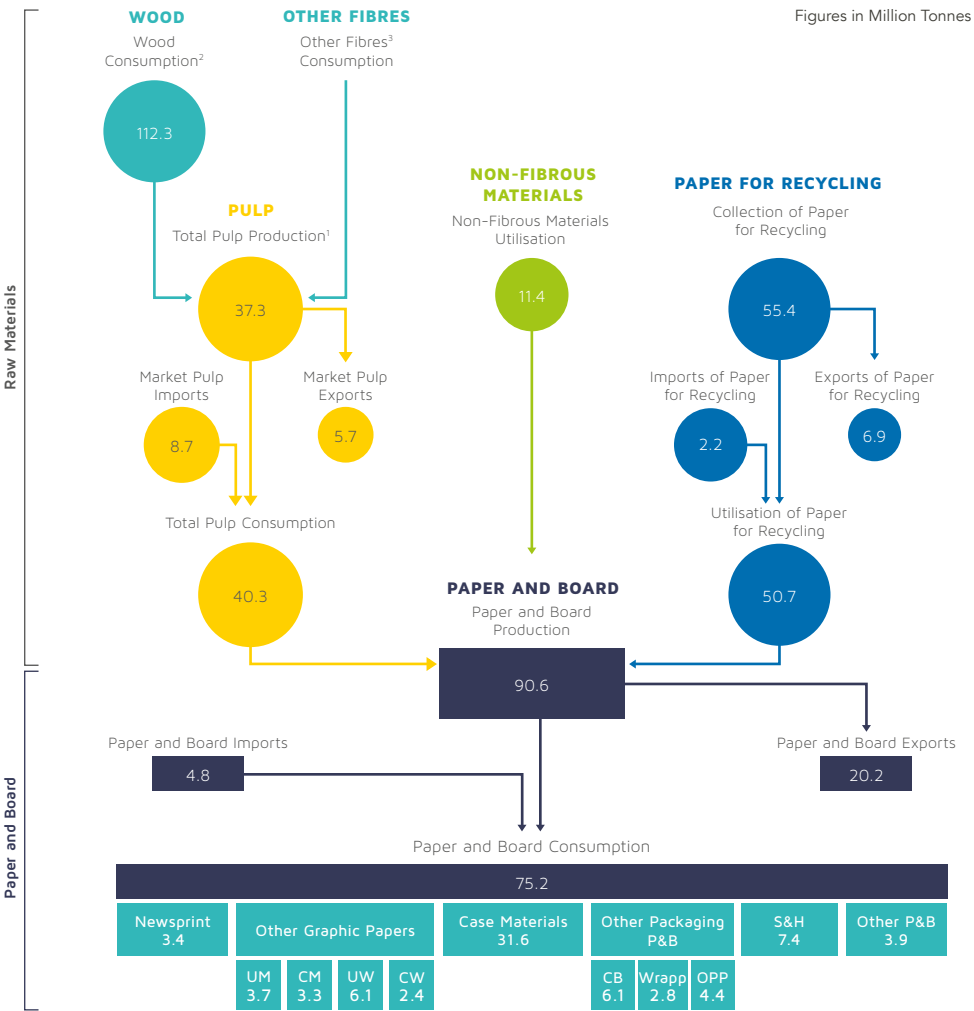 WOOD
OTHER FIBRES
Figures in Million Tonnes
Wood
Consumption²
Other Fibres³
Consumption
112.3
NON-FIBROUS
MATERIALS
Non-Fibrous Materials
Utilisation
PAPER FOR RECYCLING
Collection of Paper
for Recycling
PULP
Total Pulp Production¹
37.3
11.4
55.4
Raw Materials
Market Pulp
Imports
Market Pulp
Exports
Imports of Paper
for Recycling
Exports of Paper
for Recycling
8.7
5.7
2.2
6.9
Total Pulp Consumption
Utilisation of Paper
for Recycling
40.3
PAPER AND BOARD
Paper and Board
Production
50.7
90.6
Paper and Board
Paper and Board Imports
4.8
Paper and Board Exports
20.2
Paper and Board Consumption
75.2
Newsprint
3.4
Other Graphic Papers
Case Materials
31.6
Other Packaging
P&B
S&H
7.4
Other P&B
3.9
UM
3.7
CM
3.3
UW
6.1
CW
2.4
CB
6.1
Wrapp
2.8
OPP
4.4